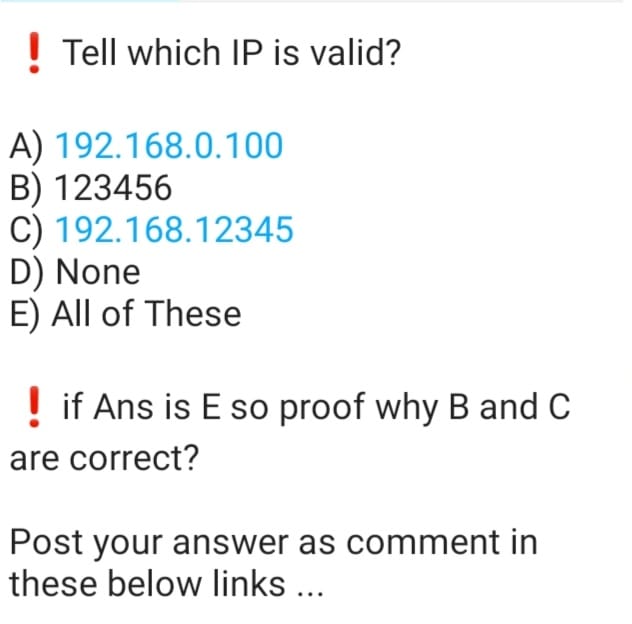 ❗ Tell which IP is valid?
A) 192.168.0.100
B) 123456
C) 192.168.12345
D) None
E) All of These
❗ if Ans is E so proof why B and C
are correct?
Post your answer as comment in
these below links ...